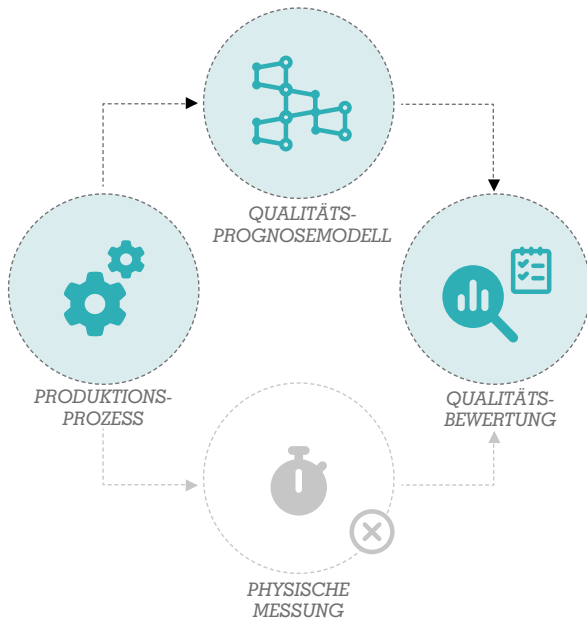 QUALITÄTS-
PROGNOSEMODELL
PRODUKTIONS-
PROZESS
QUALITÄTS-
BEWERTUNG
PHYSISCHE
MESSUNG